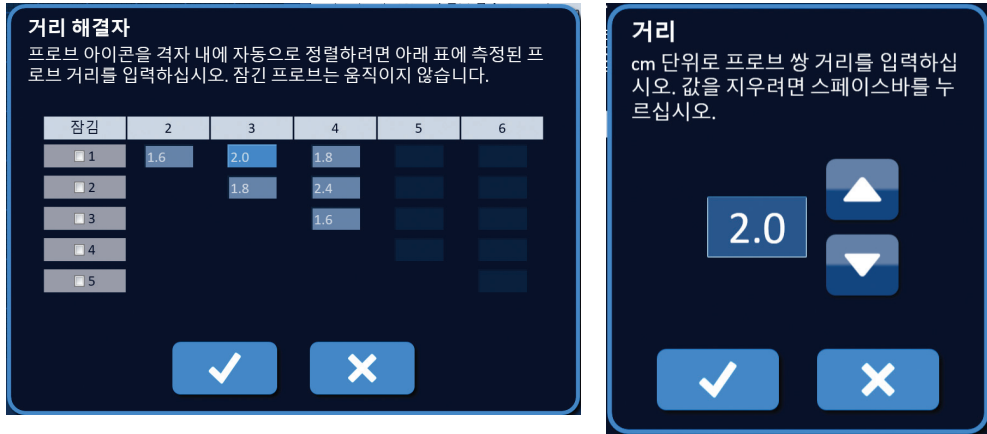 거리 해결자
프로브 아이콘을 격자 내에 자동으로 정렬하려면 아래 표에 측정된 프
로브 거리를 입력하십시오. 잠긴 프로브는 움직이지 않습니다.
잠김 2 3 4 5 6
1 1.6 2.0 1.8
2 1.8 2.4
3 1.6
4
5
거리
cm 단위로 프로브 쌍 거리를 입력하십
시오. 값을 지우려면 스페이스바를 누
르십시오.
2.0